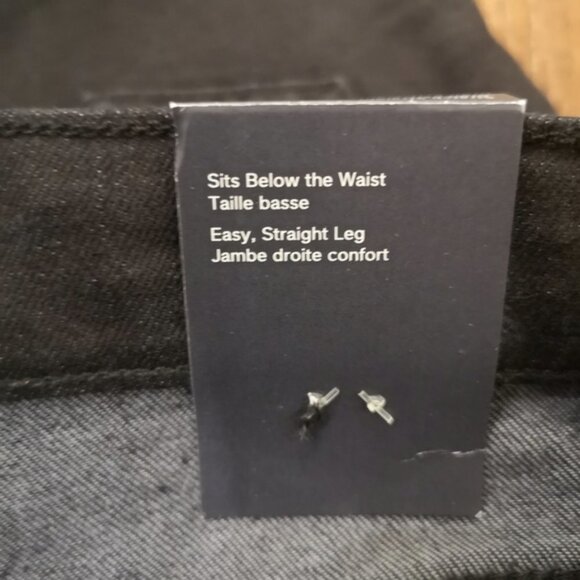 Sits Below the Waist
Taille basse
Easy, Straight Leg
Jambe droite confort